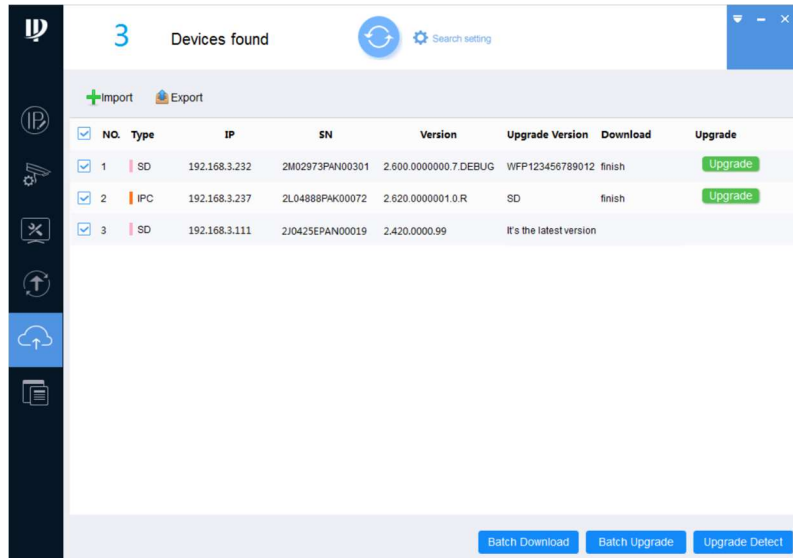 3 Devices found Search setting
Import Export
NO. Type IP SN Version Upgrade Version Download Upgrade
1 SD 192.168.3.232 2M02973PAN00301 2.600.0000000.7.DEBUG WFP123456789012 finish Upgrade
2 IPC 192.168.3.237 2L04888PAK00072 2.620.0000001.0.R SD finish Upgrade
3 SD 192.168.3.111 2J0425EPAN00019 2.420.0000.99 It's the latest version
Batch Download Batch Upgrade Upgrade Detect